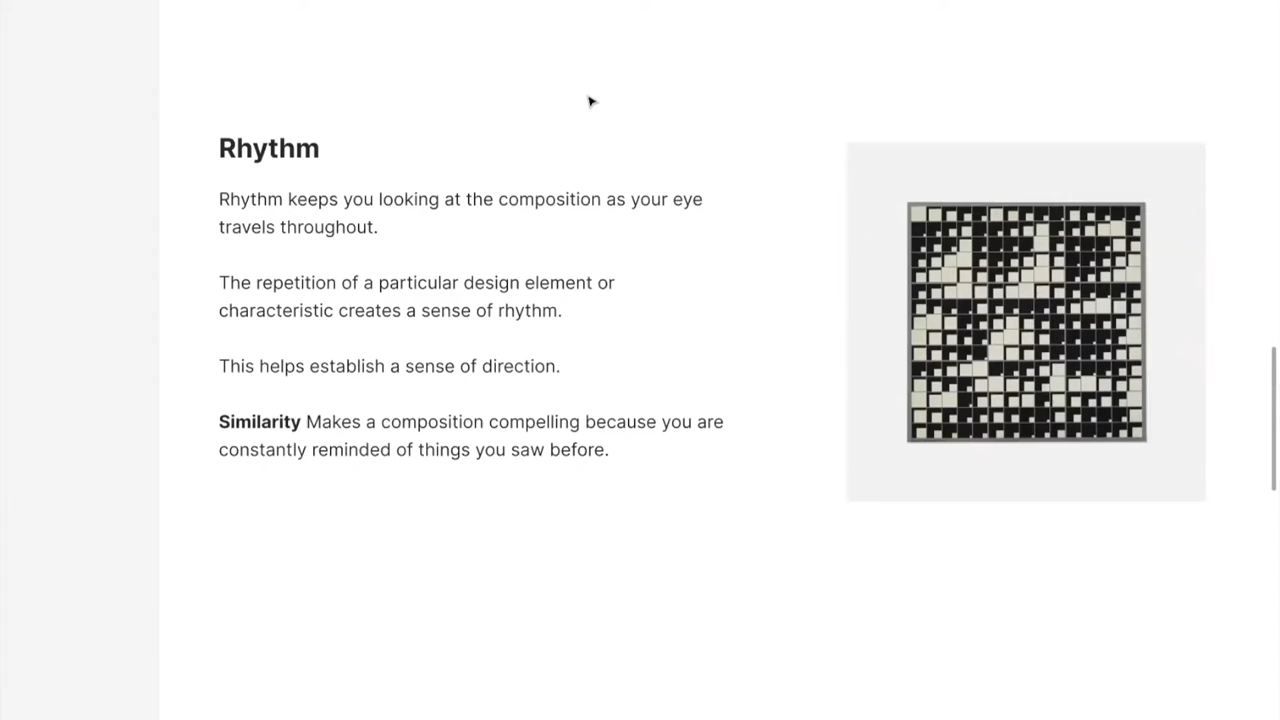 Rhythm
Rhythm keeps you looking at the composition as your eye
travels throughout.
The repetition of a particular design element or
characteristic creates a sense of rhythm.
This helps establish a sense of direction.
Similarity Makes a composition compelling because you are
constantly reminded of things you saw before.